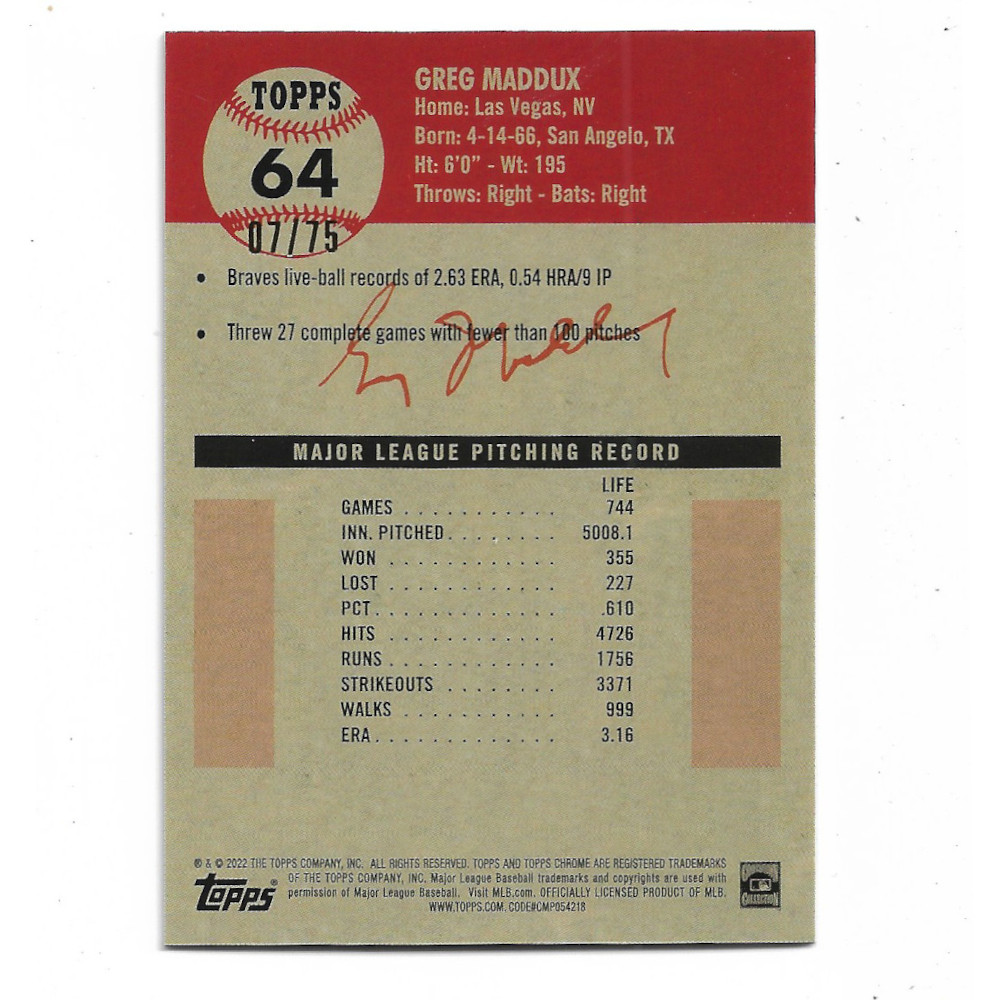 TOPPS
64
07/75
GREG MADDUX
Home: Las Vegas, NV
Born: 4-14-66, San Angelo, TX
Ht: 6'0" - Wt: 195
Throws: Right - Bats: Right
• Braves live-ball records of 2.63 ERA, 0.54 HRA/9 IP
• Threw 27 complete games with fewer than 100 pitches
Greg Maddux
MAJOR LEAGUE PITCHING RECORD
LIFE
GAMES . . . . . . . . . . . 744
INN. PITCHED . . . . . . . . 5008.1
WON . . . . . . . . . . . . 355
LOST . . . . . . . . . . . . 227
PCT. . . . . . . . . . . . . .610
HITS . . . . . . . . . . . . 4726
RUNS . . . . . . . . . . . 1756
STRIKEOUTS . . . . . . . . 3371
WALKS . . . . . . . . . . . 999
ERA . . . . . . . . . . . . . 3.16
® & © 2022 THE TOPPS COMPANY, INC. ALL RIGHTS RESERVED. TOPPS AND TOPPS CHROME ARE REGISTERED TRADEMARKS
OF THE TOPPS COMPANY, INC. Major League Baseball trademarks and copyrights are used with
permission of Major League Baseball. Visit MLB.com. OFFICIALLY LICENSED PRODUCT OF MLB.
WWW.TOPPS.COM. CODE#CMP054218
TOPPS
COLLECTION